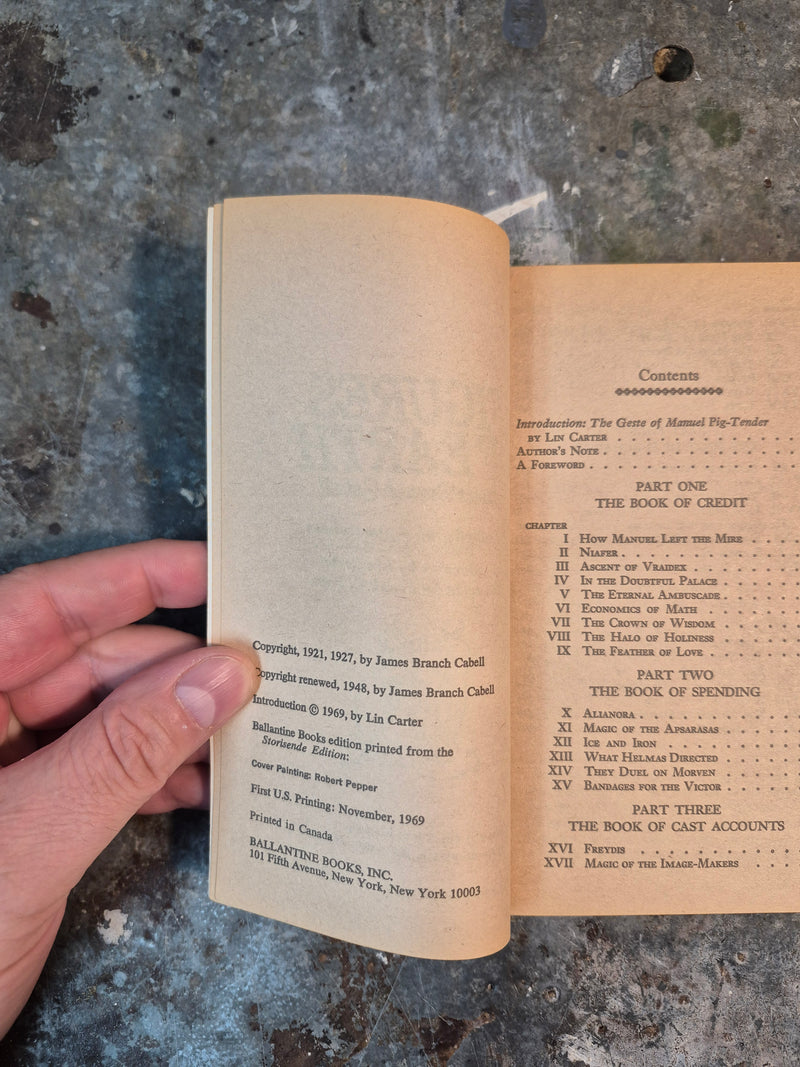 Copyright, 1921, 1927, by James Branch Cabell
Copyright renewed, 1948, by James Branch Cabell
Introduction © 1969, by Lin Carter
Ballantine Books edition printed from the
Storisende Edition:
Cover Painting: Robert Pepper
First U.S. Printing: November, 1969
Printed in Canada
BALLANTINE BOOKS, INC.
101 Fifth Avenue, New York, New York 10003
Contents
Introduction: The Geste of Manuel Pig-Tender
BY LIN CARTER . . . . . . . . . . . . .
AUTHOR'S NOTE . . . . . . . . . . . . . .
A FOREWORD . . . . . . . . . . . . . . .
PART ONE
THE BOOK OF CREDIT
CHAPTER
I HOW MANUEL LEFT THE MIRE . . . .
II NIAFER . . . . . . . . . . . . .
III ASCENT OF VRAIDEX . . . . . . . .
IV IN THE DOUBTFUL PALACE . . . . . .
V THE ETERNAL AMBUSCADE . . . . . .
VI ECONOMICS OF MATH . . . . . . .
VII THE CROWN OF WISDOM . . . . . .
VIII THE HALO OF HOLINESS . . . . . .
IX THE FEATHER OF LOVE . . . . . . .
PART TWO
THE BOOK OF SPENDING
X ALIANORA . . . . . . . . . . . .
XI MAGIC OF THE APSARASAS . . . . . .
XII ICE AND IRON . . . . . . . . . .
XIII WHAT HELMAS DIRECTED . . . . . .
XIV THEY DUEL ON MORVEN . . . . . .
XV BANDAGES FOR THE VICTOR . . . . .
PART THREE
THE BOOK OF CAST ACCOUNTS
XVI FREYDIS . . . . . . . . . . . .
XVII MAGIC OF THE IMAGE-MAKERS . . . .